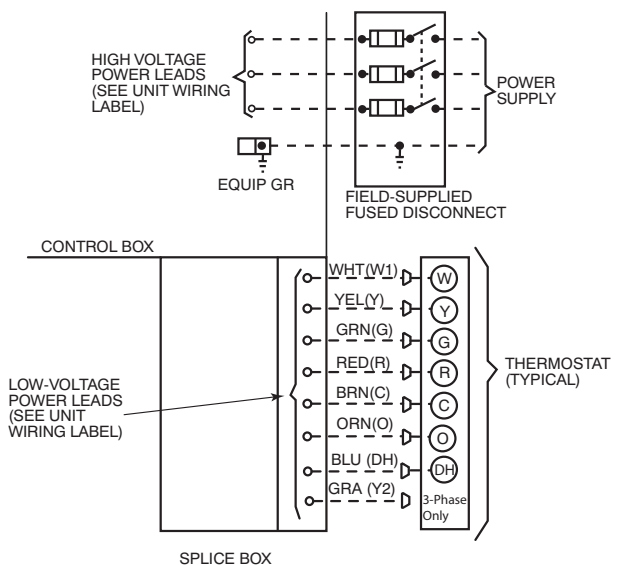 HIGH VOLTAGE
POWER LEADS
(SEE UNIT WIRING
LABEL)
POWER
SUPPLY
EQUIP GR
FIELD-SUPPLIED
FUSED DISCONNECT
CONTROL BOX
WHT(W1)
W
YEL(Y)
Y
GRN(G)
G
RED(R)
R
BRN(C)
C
ORN(O)
O
BLU (DH)
DH
GRA (Y2)
3-Phase
Only
THERMOSTAT
(TYPICAL)
LOW-VOLTAGE
POWER LEADS
(SEE UNIT
WIRING LABEL)
SPLICE BOX